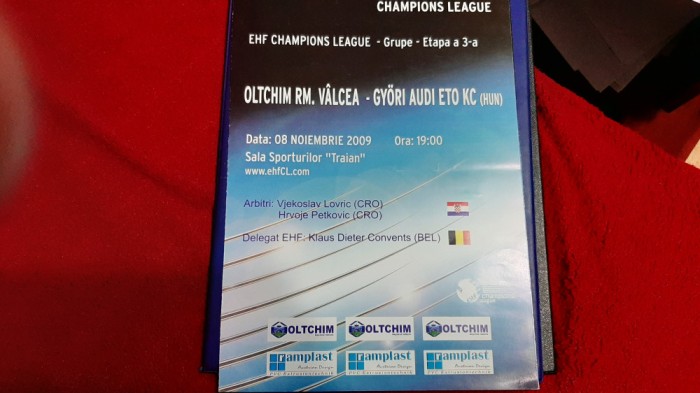 CHAMPIONS LEAGUE
EHF CHAMPIONS LEAGUE - Grupe - Etapa a 3-a
OLTCHIM RM. VÂLCEA - GYÖRI AUDI ETO KC (HUN)
Data: 08 NOIEMBRIE 2009 Ora: 19:00
Sala Sporturilor "Traian"
www.ehfCL.com
Arbitri: Vjekoslav Lovric (CRO)
Hrvoje Petkovic (CRO)
Delegat EHF: Klaus Dieter Convents (BEL)
OLTCHIM OLTCHIM OLTCHIM
ramplast ramplast ramplast